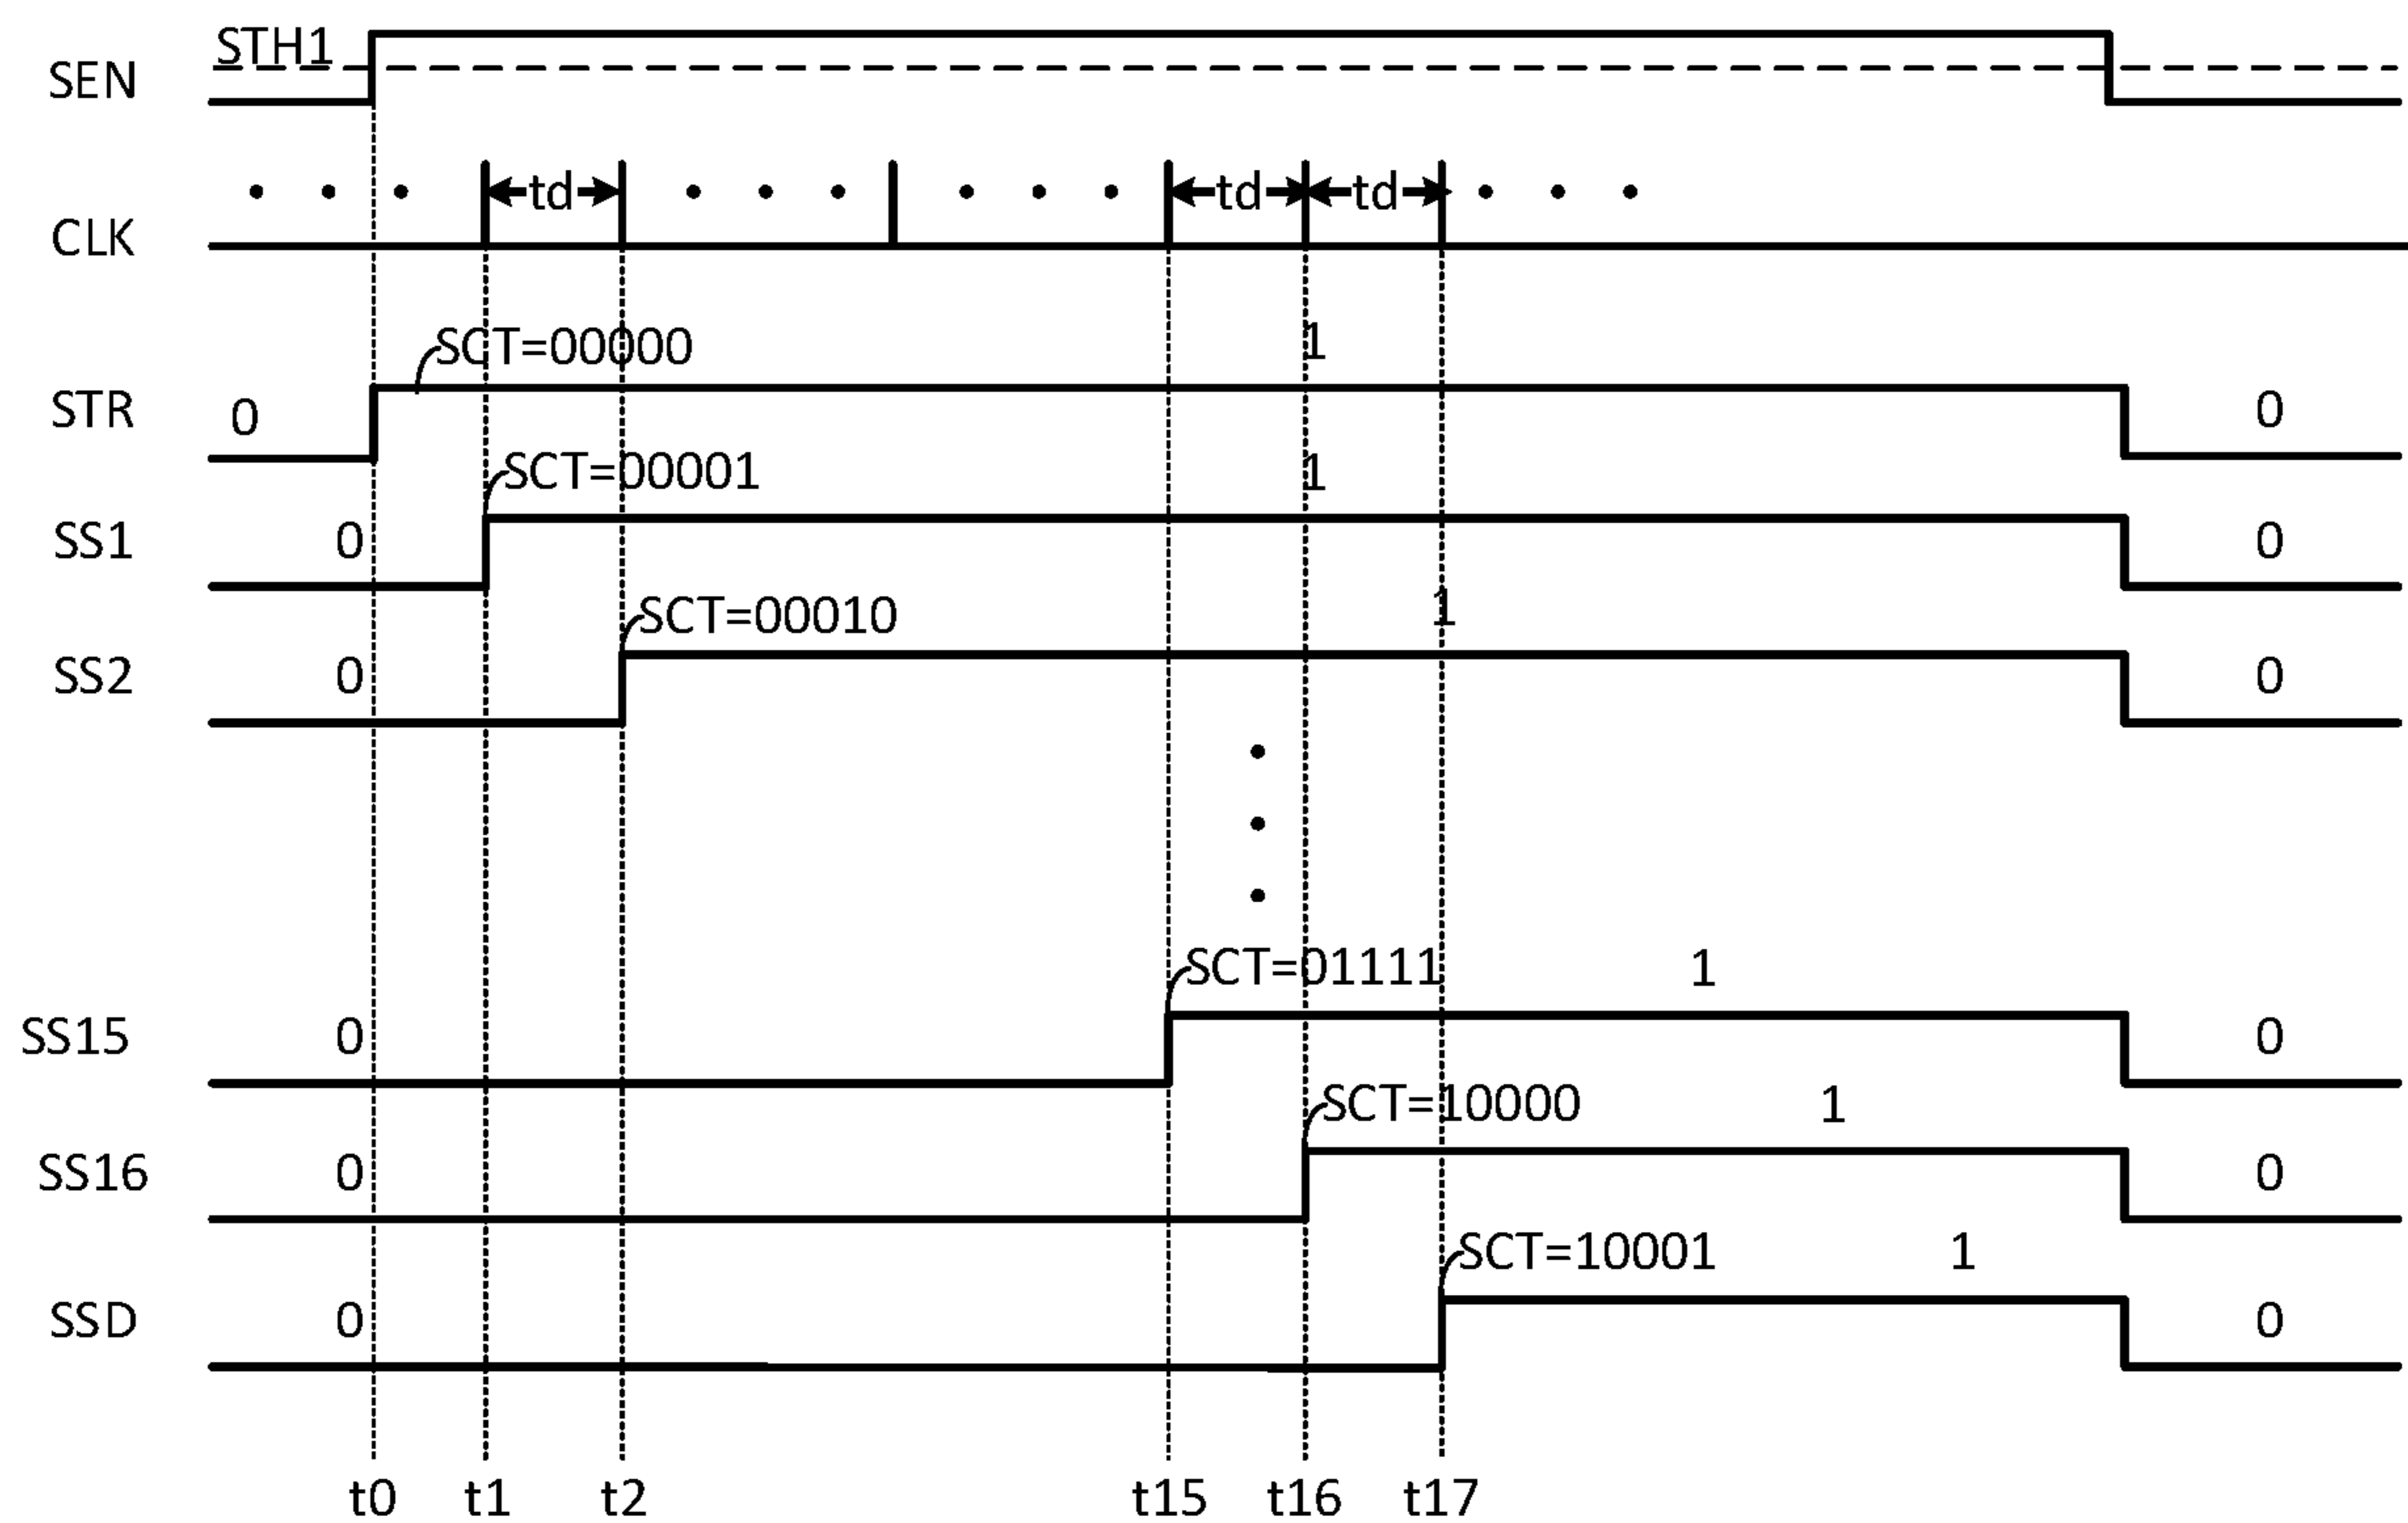 STH1
SEN
td td td
CLK
SCT=00000 1
STR 0 0
SCT=00001 1
SS1 0 0
SCT=00010 1
SS2 0 0
SCT=01111 1
SS15 0 0
SCT=10000 1
SS16 0 0
SCT=10001 1
SSD 0 0
t0 t1 t2 t15 t16 t17